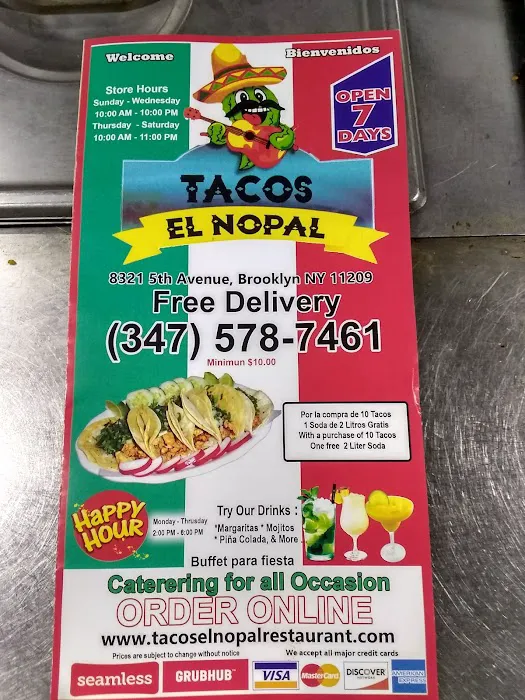 Welcome
Bienvenidos
Store Hours
Sunday - Wednesday
10:00 AM - 10:00 PM
Thursday - Saturday
10:00 AM - 11:00 PM
OPEN
7
DAYS
TACOS
EL NOPAL
8321 5th Avenue, Brooklyn NY 11209
Free Delivery
(347) 578-7461
Minimun $10.00
Por la compra de 10 Tacos
1 Soda de 2 Litros Gratis
With a purchase of 10 Tacos
One free 2 Liter Soda
HAPPY
HOUR
Monday - Thrusday
2:00 PM - 6:00 PM
Try Our Drinks :
*Margaritas * Mojitos
* Piña Colada, & More
Buffet para fiesta
Caterering for all Occasion
ORDER ONLINE
www.tacoselnopalrestaurant.com
Prices are subject to change without notice
We accept all major credit cards
seamless
GRUBHUB
VISA
MasterCard
DISCOVER
NETWORK
AMERICAN
EXPRESS